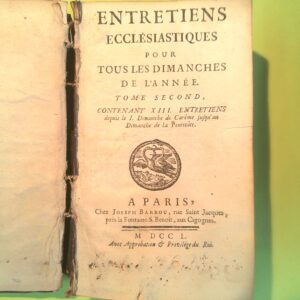 ENTRETIENS
ECCLÉSIASTIQUES
POUR
TOUS LES DIMANCHES
DE L'ANNÉE.
TOME SECOND,
CONTENANT XIII. ENTRETIENS
depuis le I. Dimanche de Carême jusqu'au
Dimanche de la Pentecôte.
A PARIS,
Chez JOSEPH BARBOU, rue Saint Jacques
près la Fontaine S. Benoît, aux Cigognes.
M DCC L.
Avec Approbation & Privilége du Roi.